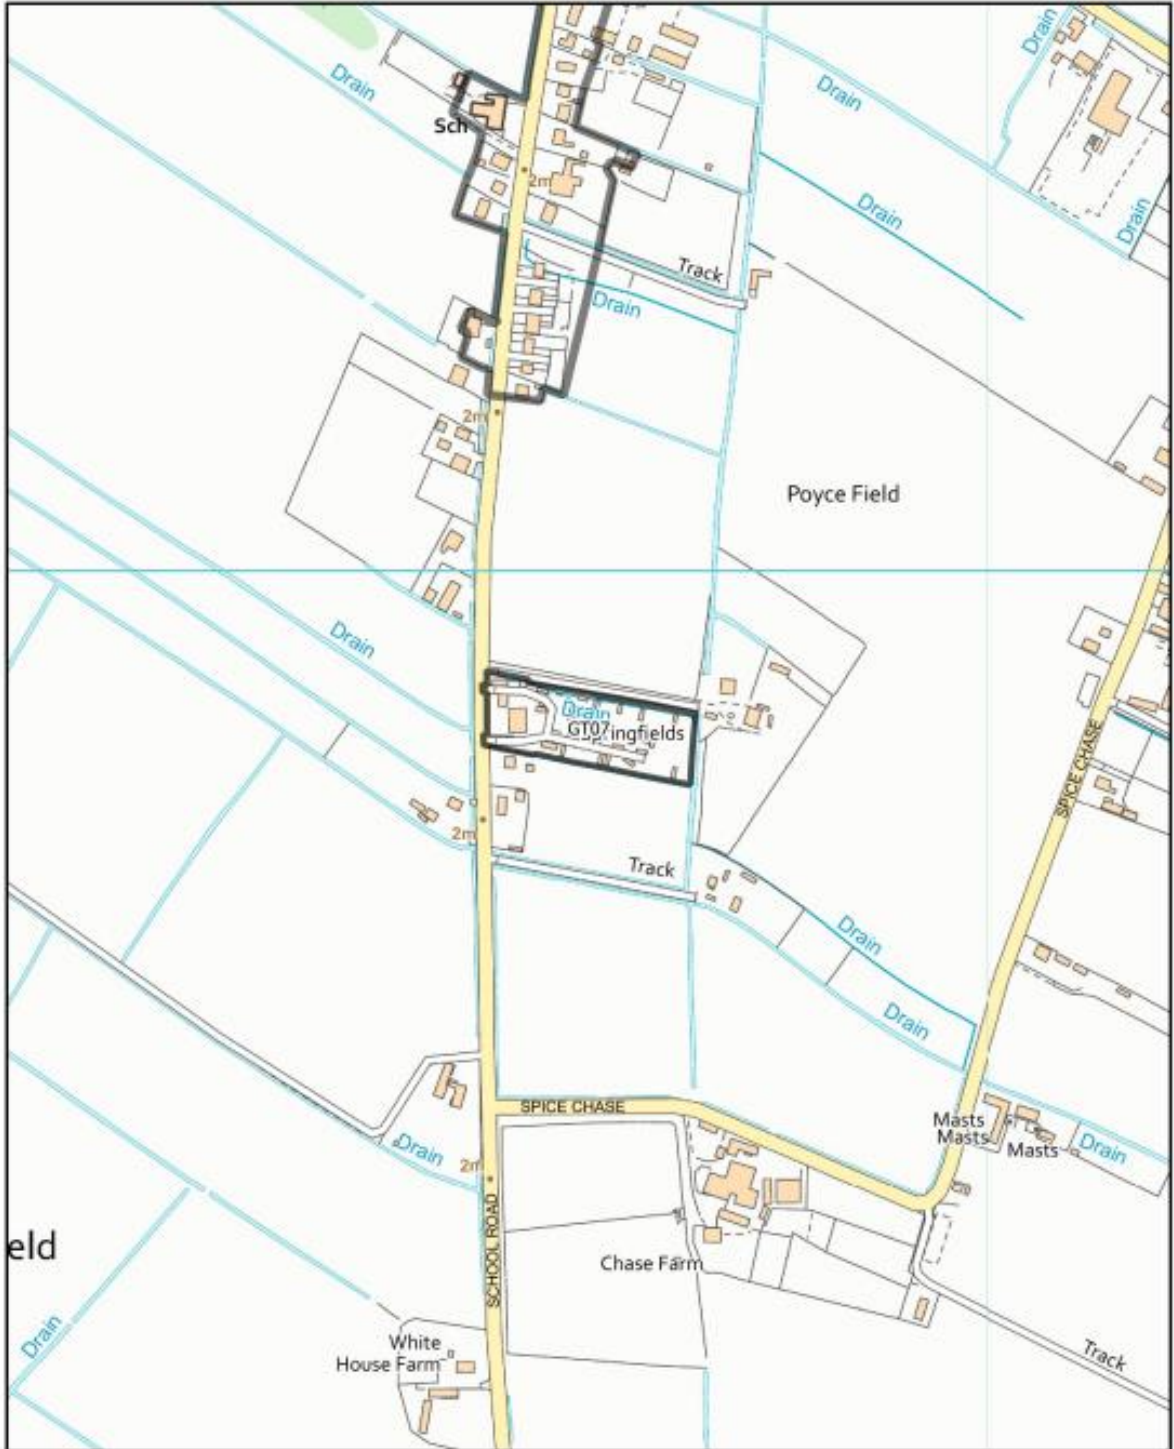 Drain
Drain
Drain
Sch
2m
Drain
Drain
Track
Drain
2m
Poyce Field
Drain
Drain
GT07
ingfields
SPICE CHASE
2m
Track
Drain
Drain
SPICE CHASE
Masts
Masts
Masts
Drain
Drain
2m
SCHOOL ROAD
eld
Chase Farm
Drain
White
House Farm
Track